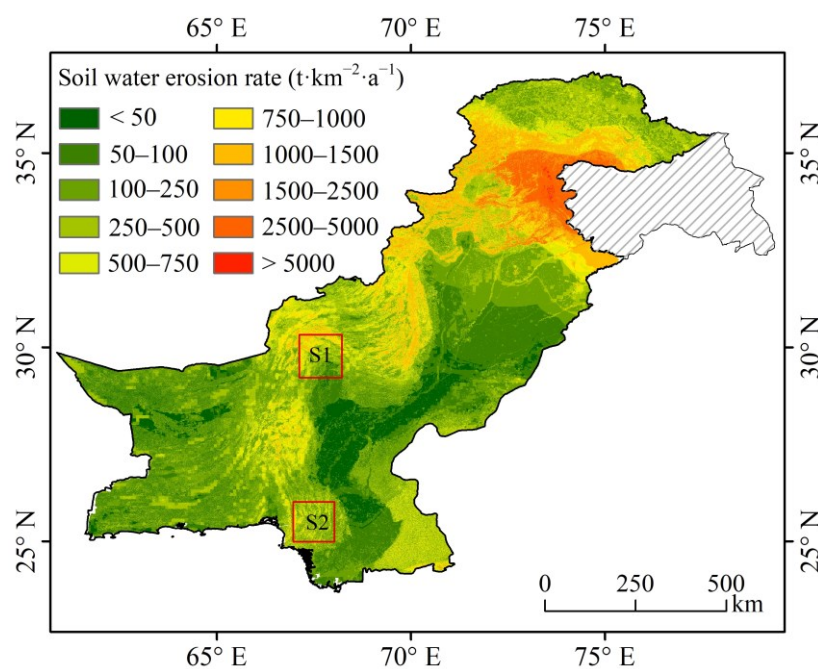 65° E 70° E 75° E
Soil water erosion rate (t·km⁻²·a⁻¹)
< 50 750–1000
50–100 1000–1500
100–250 1500–2500
250–500 2500–5000
500–750 > 5000
35° N 35° N
30° N 30° N
25° N 25° N
S1
S2
0 250 500
km
65° E 70° E 75° E